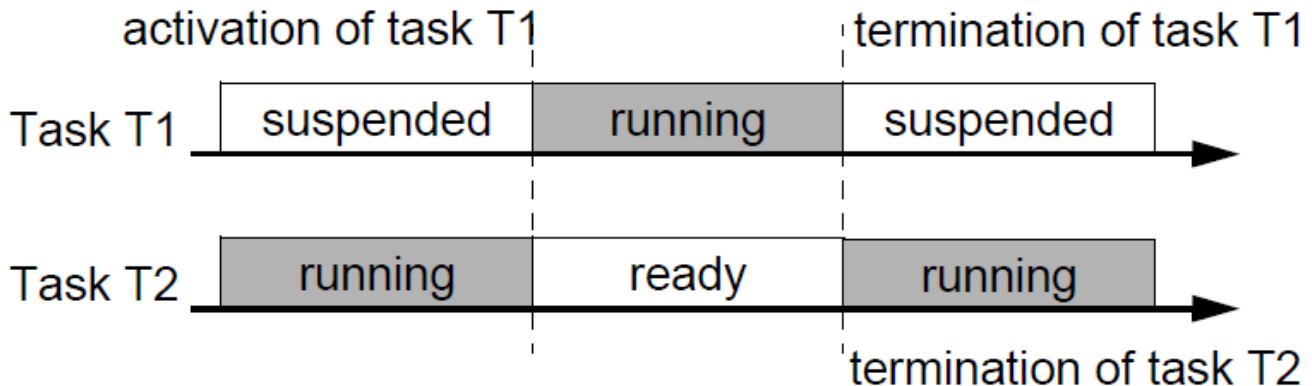 activation of task T1 termination of task T1
Task T1 suspended running suspended
Task T2 running ready running
termination of task T2